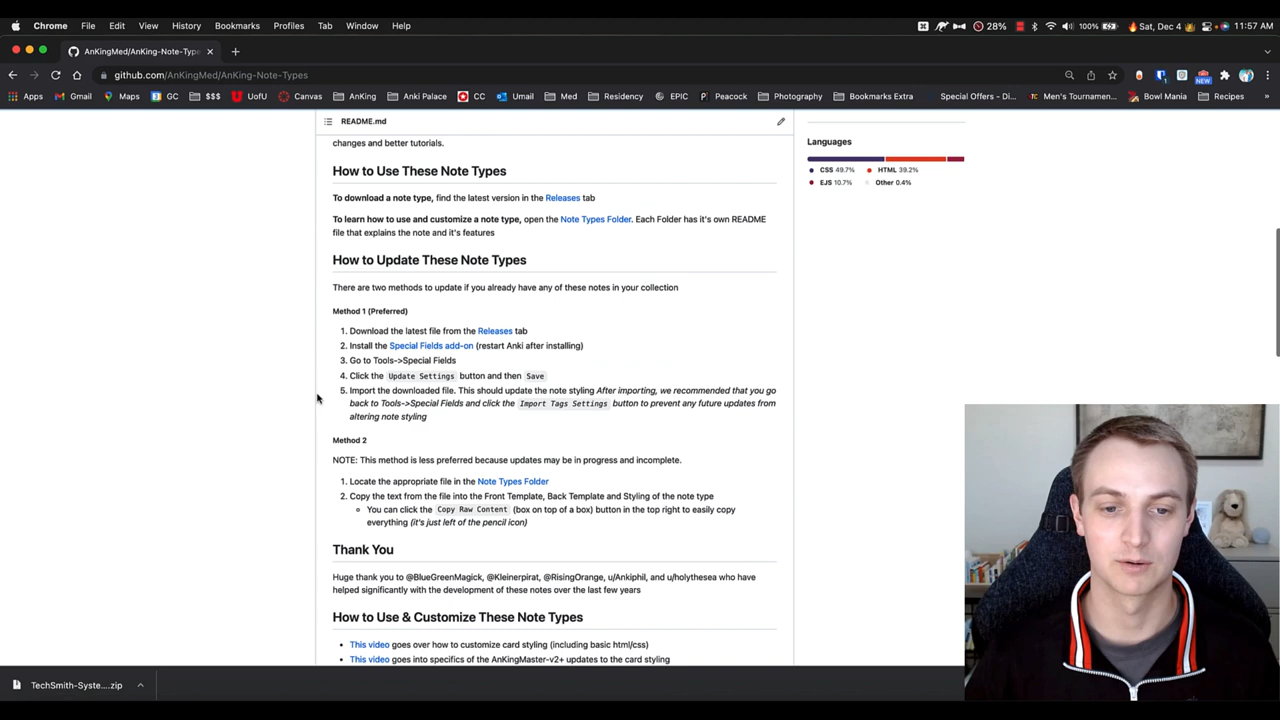 Chrome File Edit View History Bookmarks Profiles Tab Window Help 28% 100% Sat, Dec 4 11:57 AM
AnKingMed/AnKing-Note-Type
github.com/AnKingMed/AnKing-Note-Types
NEW
Apps Gmail Maps GC $$$ UofU Canvas AnKing Anki Palace CC Umail Med Residency EPIC Peacock Photography Bookmarks Extra Special Offers - Di... Men's Tournamen... Bowl Mania Recipes »
README.md
changes and better tutorials.
How to Use These Note Types
To download a note type, find the latest version in the Releases tab
To learn how to use and customize a note type, open the Note Types Folder. Each Folder has it's own README
file that explains the note and it's features
How to Update These Note Types
There are two methods to update if you already have any of these notes in your collection
Method 1 (Preferred)
1. Download the latest file from the Releases tab
2. Install the Special Fields add-on (restart Anki after installing)
3. Go to Tools->Special Fields
4. Click the Update Settings button and then Save
5. Import the downloaded file. This should update the note styling After importing, we recommended that you go
back to Tools->Special Fields and click the Import Tags Settings button to prevent any future updates from
altering note styling
Method 2
NOTE: This method is less preferred because updates may be in progress and incomplete.
1. Locate the appropriate file in the Note Types Folder
2. Copy the text from the file into the Front Template, Back Template and Styling of the note type
You can click the Copy Raw Content (box on top of a box) button in the top right to easily copy
everything (it's just left of the pencil icon)
Thank You
Huge thank you to @BlueGreenMagick, @Kleinerpirat, @RisingOrange, u/Ankiphil, and u/holythesea who have
helped significantly with the development of these notes over the last few years
How to Use & Customize These Note Types
This video goes over how to customize card styling (including basic html/css)
This video goes into specifics of the AnKingMaster-v2+ updates to the card styling
Languages
CSS 49.7% HTML 39.2%
EJS 10.7% Other 0.4%
TechSmith-Syste....zip